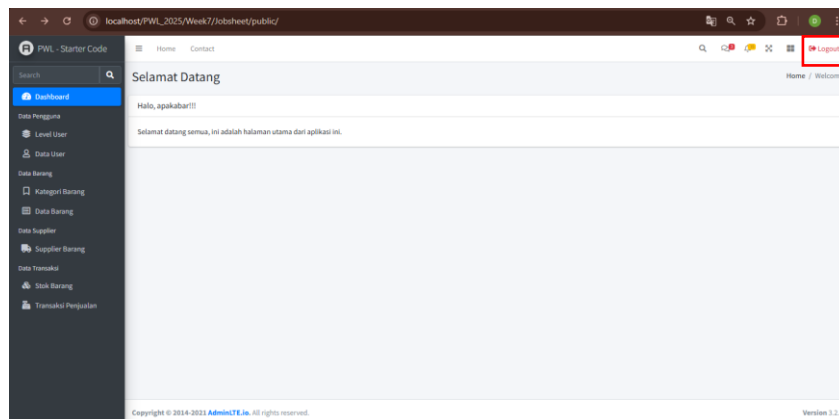 localhost/PWL_2025/Week7/Jobsheet/public/
PWL - Starter Code
Home Contact
Logout
Search
Selamat Datang
Home / Welcom
Dashboard
Halo, apakabar!!!
Data Pengguna
Selamat datang semua, ini adalah halaman utama dari aplikasi ini.
Level User
Data User
Data Barang
Kategori Barang
Data Barang
Data Supplier
Supplier Barang
Data Transaksi
Stok Barang
Transaksi Penjualan
Copyright © 2014-2021 AdminLTE.io. All rights reserved.
Version 3.2.